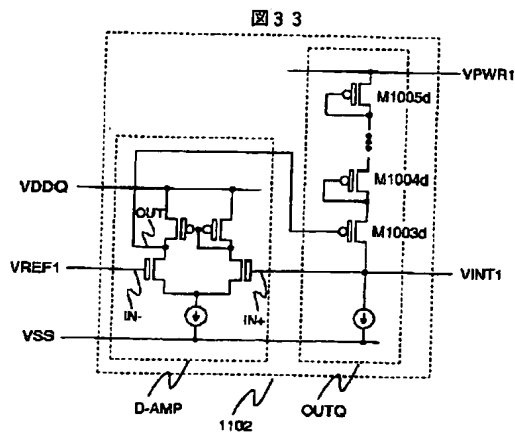 図33
VPWR1
M1005d
VDDQ
M1004d
OUT
M1003d
VREF1
VINT1
IN-
IN+
VSS
D-AMP
1102
OUTQ